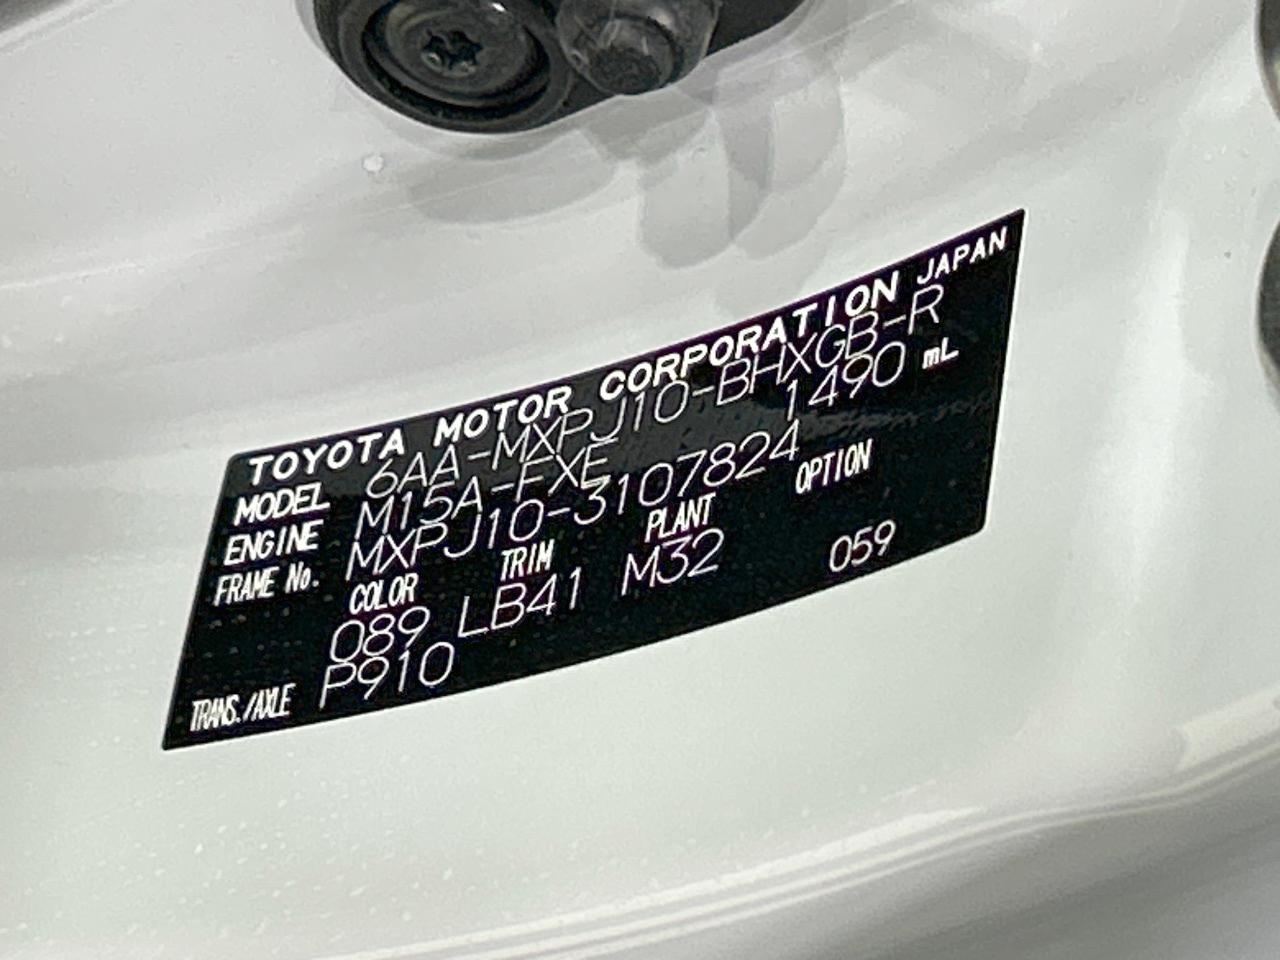 TOYOTA MOTOR CORPORATION JAPAN
MODEL 6AA-MXPJ10-BHXGB-R
ENGINE M15A-FXE 1490 mL
FRAME No. MXPJ10-3107824
COLOR TRIM PLANT OPTION
089 LB41 M32 059
TRANS./AXLE P910